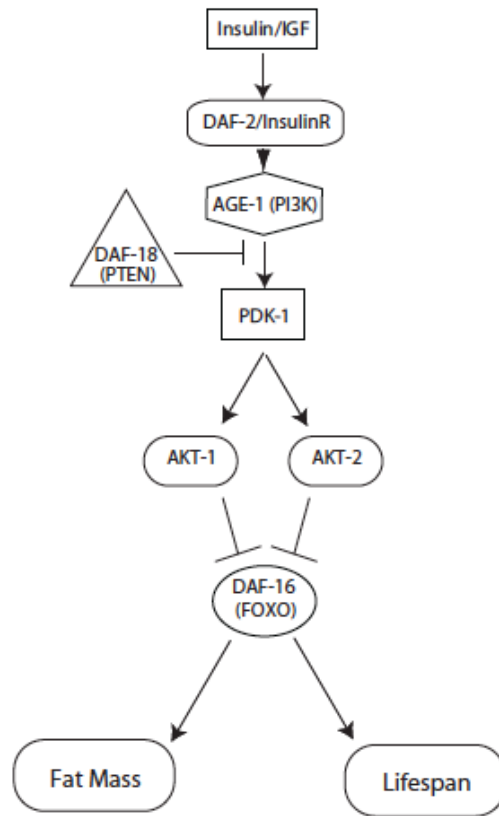 Insulin/IGF
DAF-2/InsulinR
AGE-1 (PI3K)
DAF-18
(PTEN)
PDK-1
AKT-1
AKT-2
DAF-16
(FOXO)
Fat Mass
Lifespan